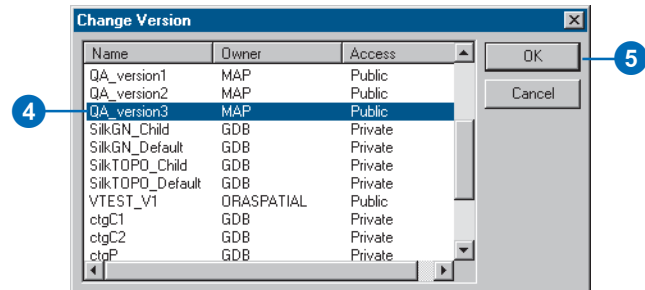 Change Version
Name Owner Access
OK
QA_version1 MAP Public
QA_version2 MAP Public
Cancel
QA_version3 MAP Public
SilkGN_Child GDB Private
SilkGN_Default GDB Private
SilkTOPO_Child GDB Private
SilkTOPO_Default GDB Private
VTEST_V1 ORASPATIAL Public
ctgC1 GDB Private
ctgC2 GDB Private
ctgP GDB Private
4
5